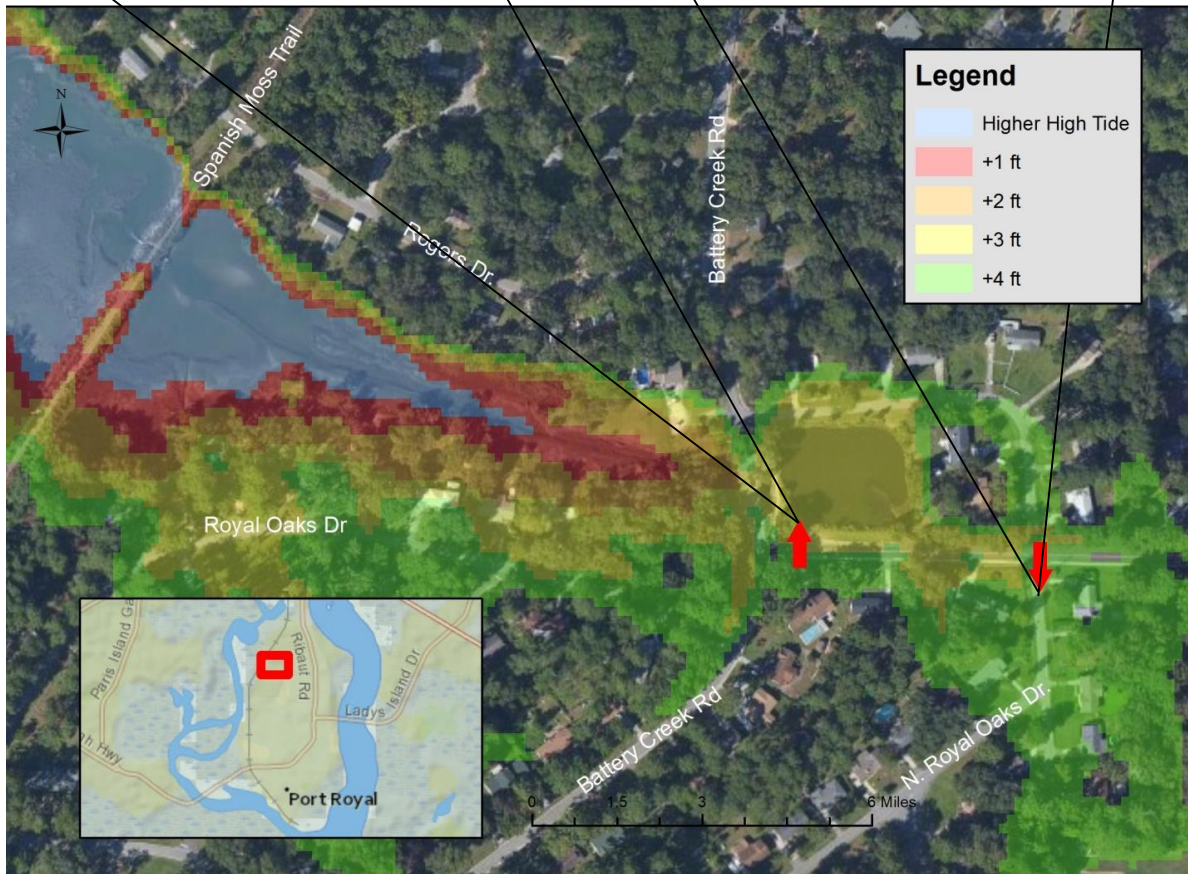 N
Spanish Moss Trail
Rogers Dr.
Battery Creek Rd
Legend
Higher High Tide
+1 ft
+2 ft
+3 ft
+4 ft
Royal Oaks Dr
Battery Creek Rd
N. Royal Oaks Dr.
0 1.5 3 6 Miles
Paris Island Ga
Ribaut Rd
Ladys Island Dr
ah Hwy
Port Royal